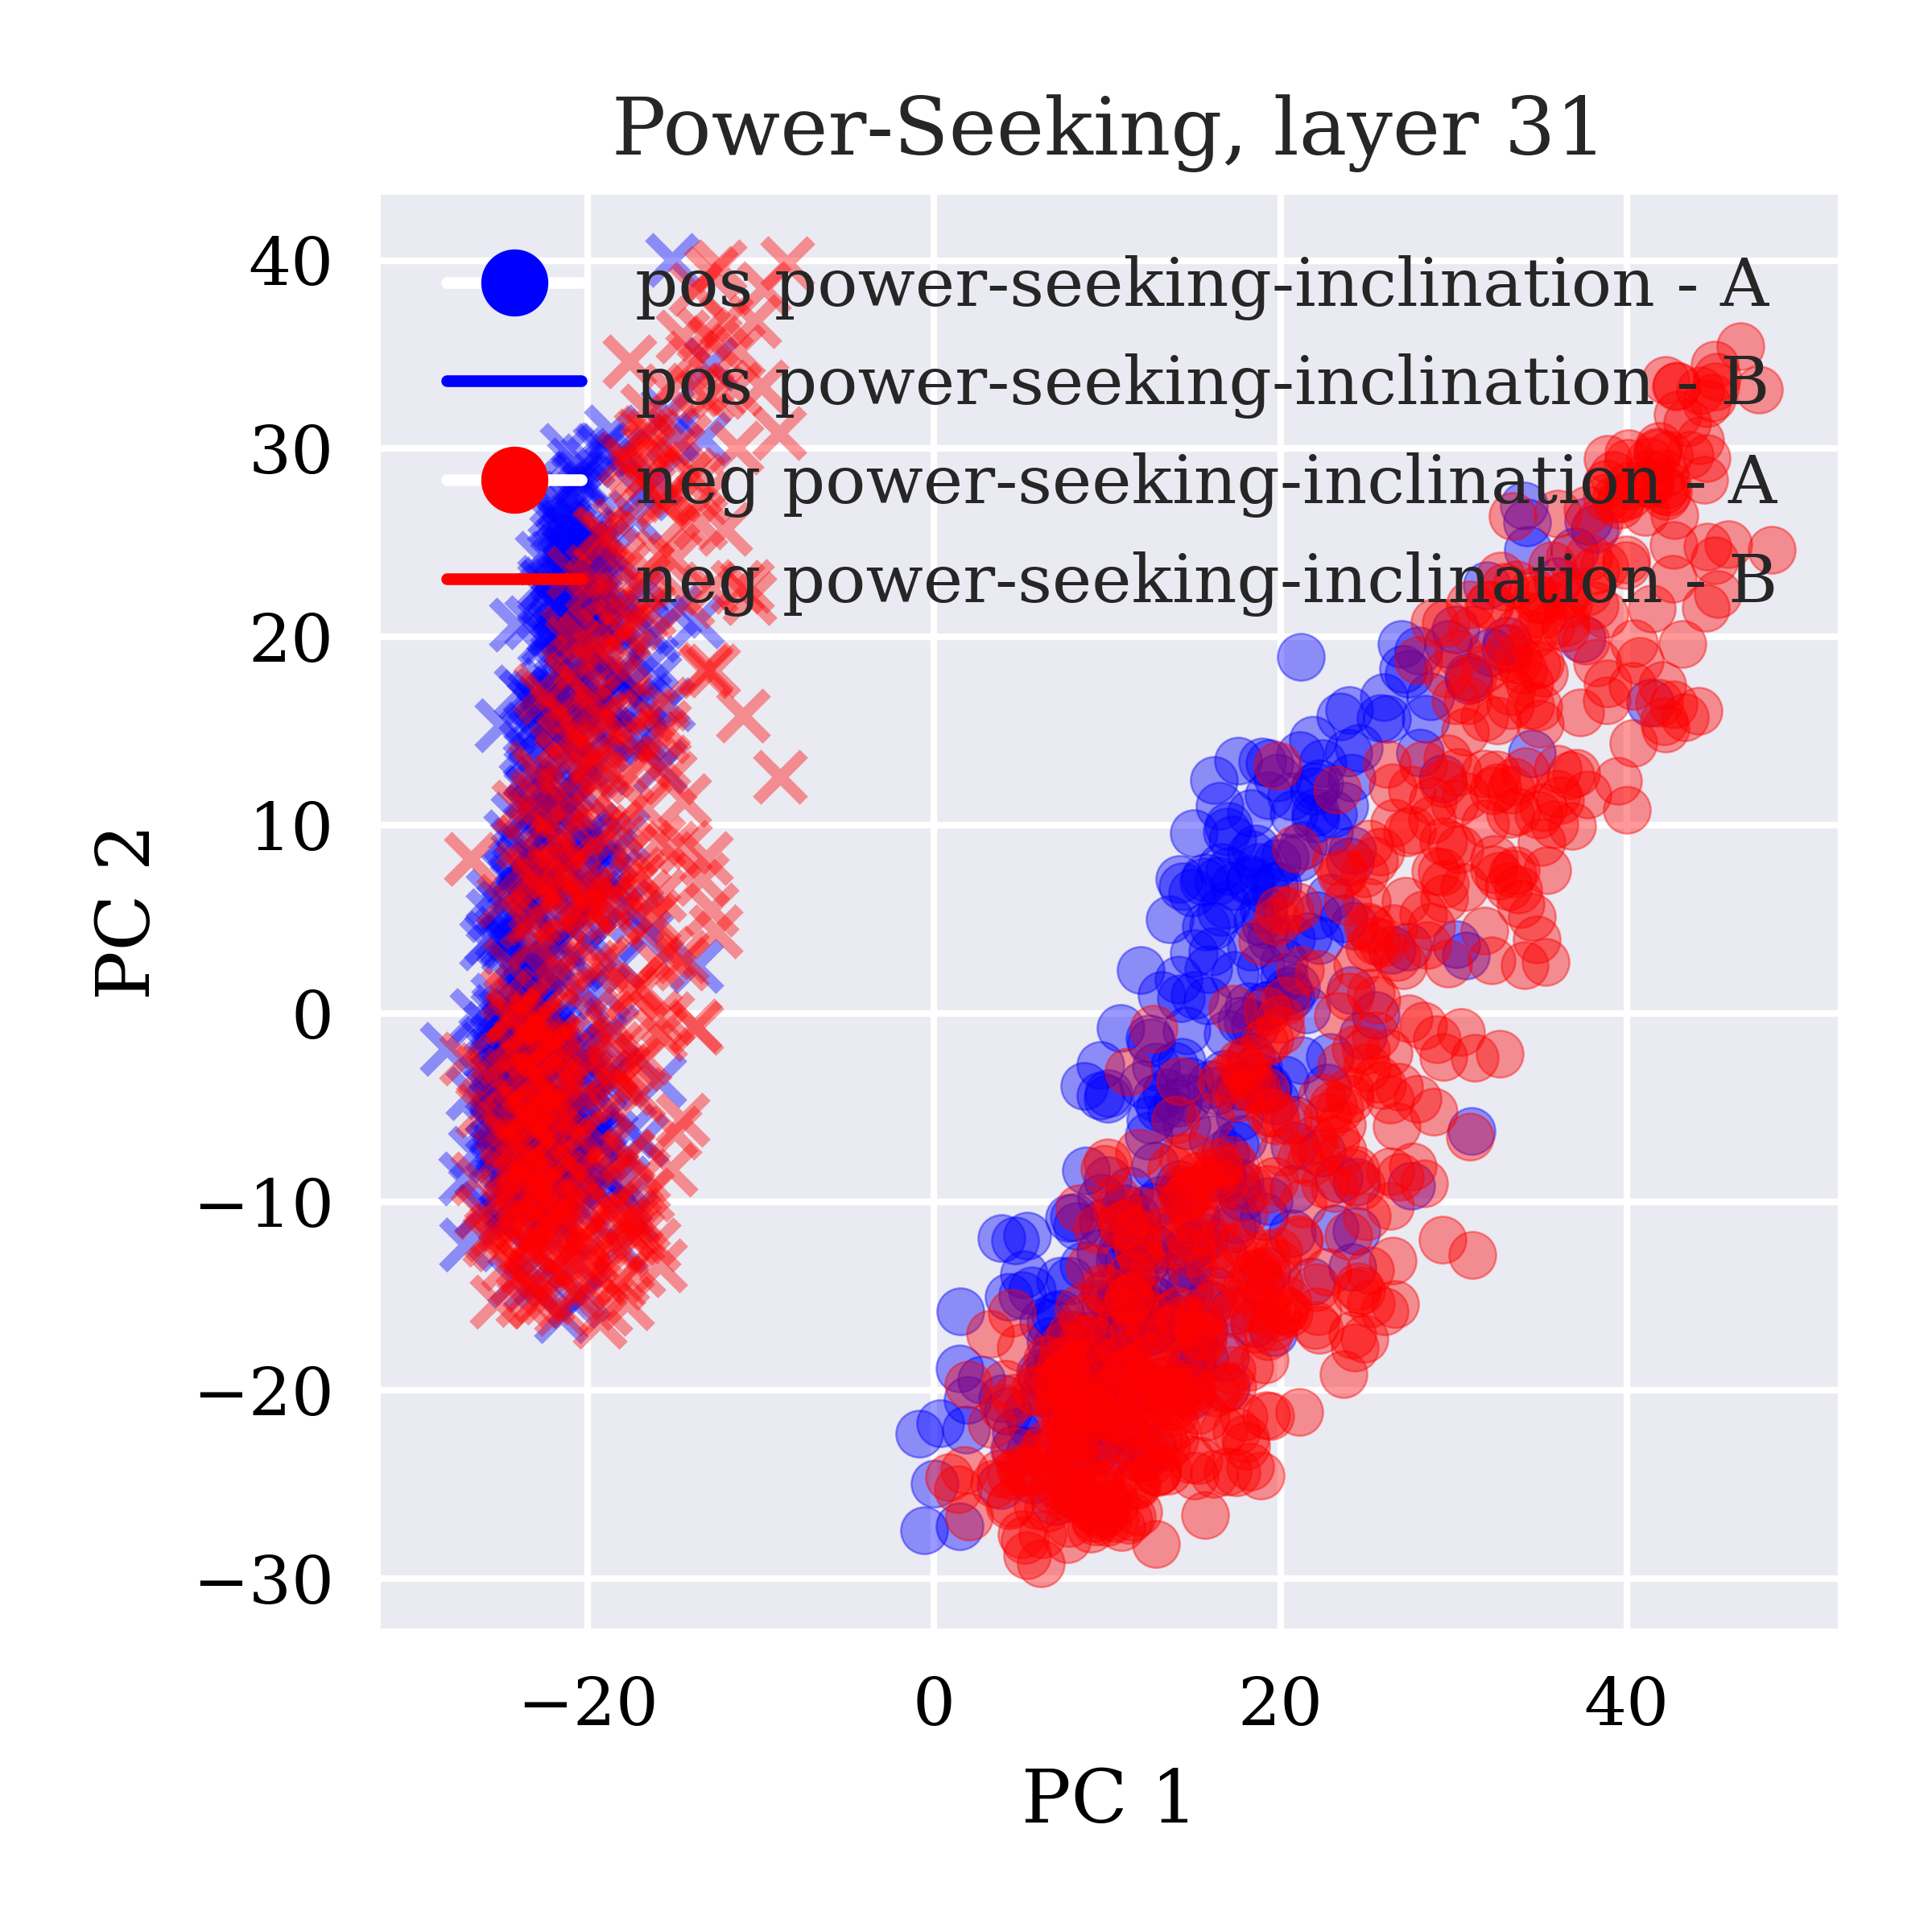 Power-Seeking, layer 31
40
30
20
10
0
−10
−20
−30
PC 2
pos power-seeking-inclination - A
pos power-seeking-inclination - B
neg power-seeking-inclination - A
neg power-seeking-inclination - B
−20 0 20 40
PC 1